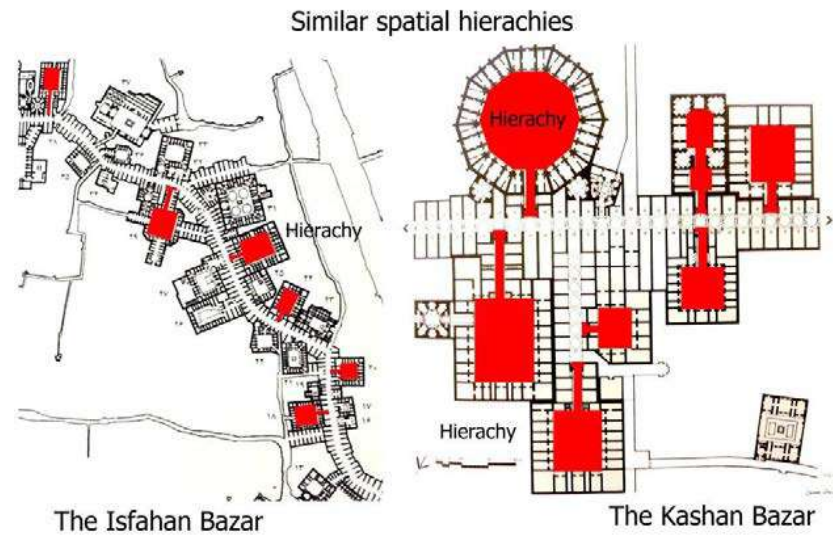 Similar spatial hierachies
Hierachy
Hierachy
Hierachy
The Isfahan Bazar
The Kashan Bazar